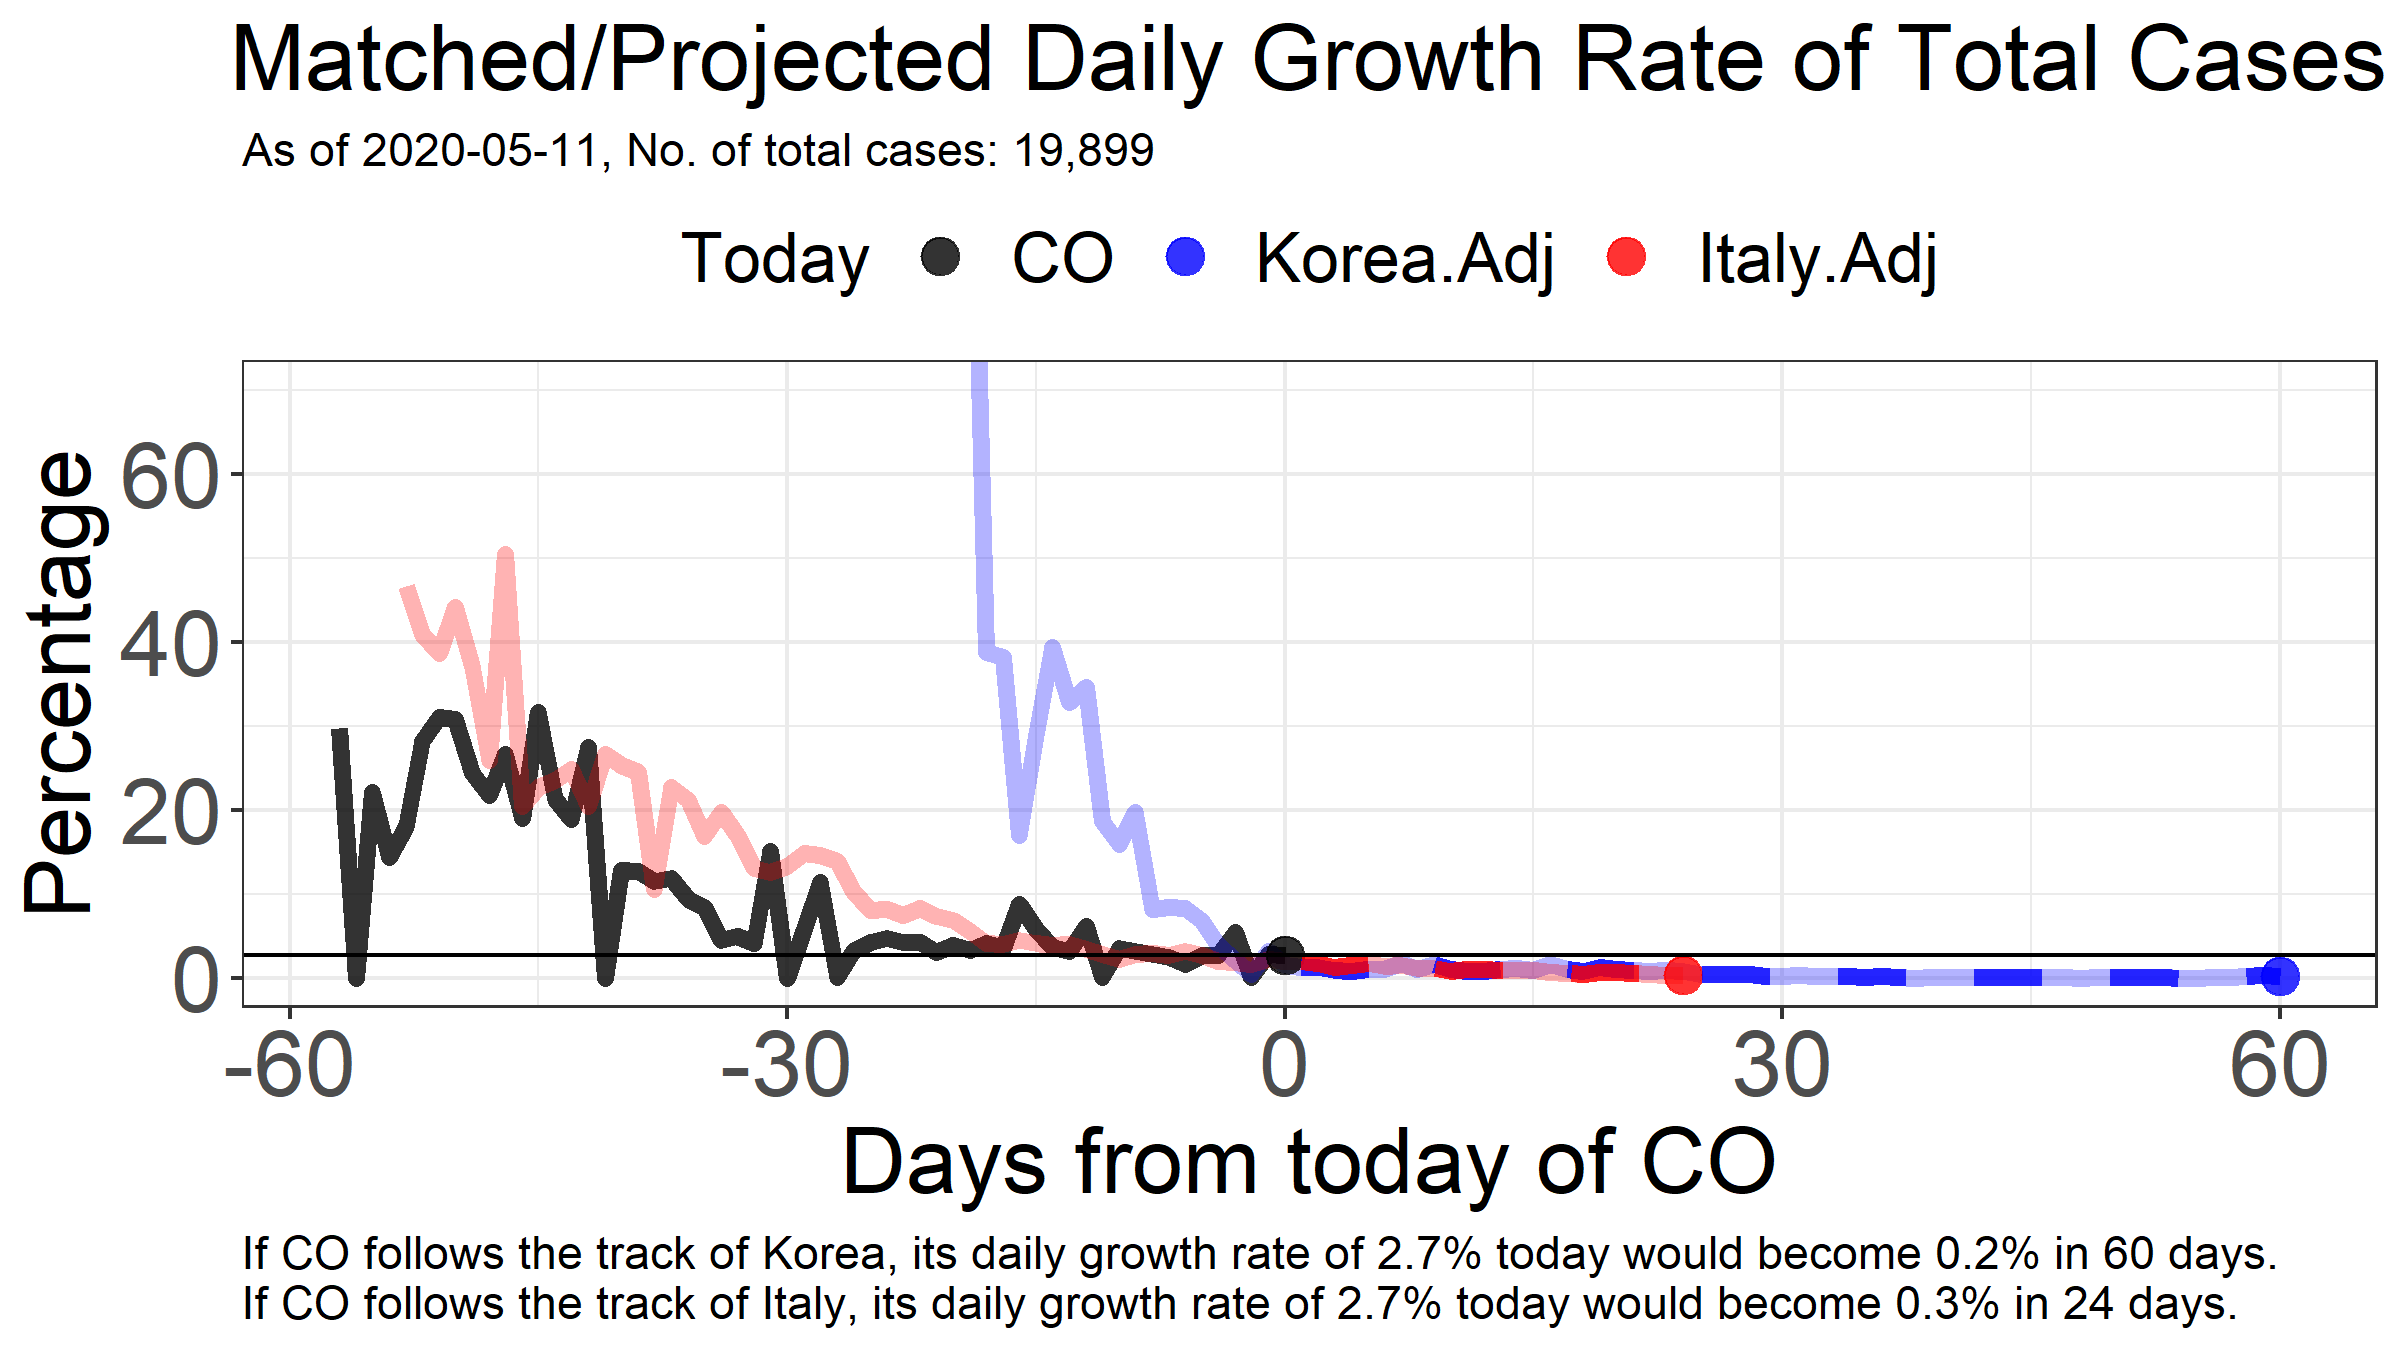 Matched/Projected Daily Growth Rate of Total Cases
As of 2020-05-11, No. of total cases: 19,899
Today CO Korea.Adj Italy.Adj
Percentage
60
40
20
0
-60 -30 0 30 60
Days from today of CO
If CO follows the track of Korea, its daily growth rate of 2.7% today would become 0.2% in 60 days.
If CO follows the track of Italy, its daily growth rate of 2.7% today would become 0.3% in 24 days.